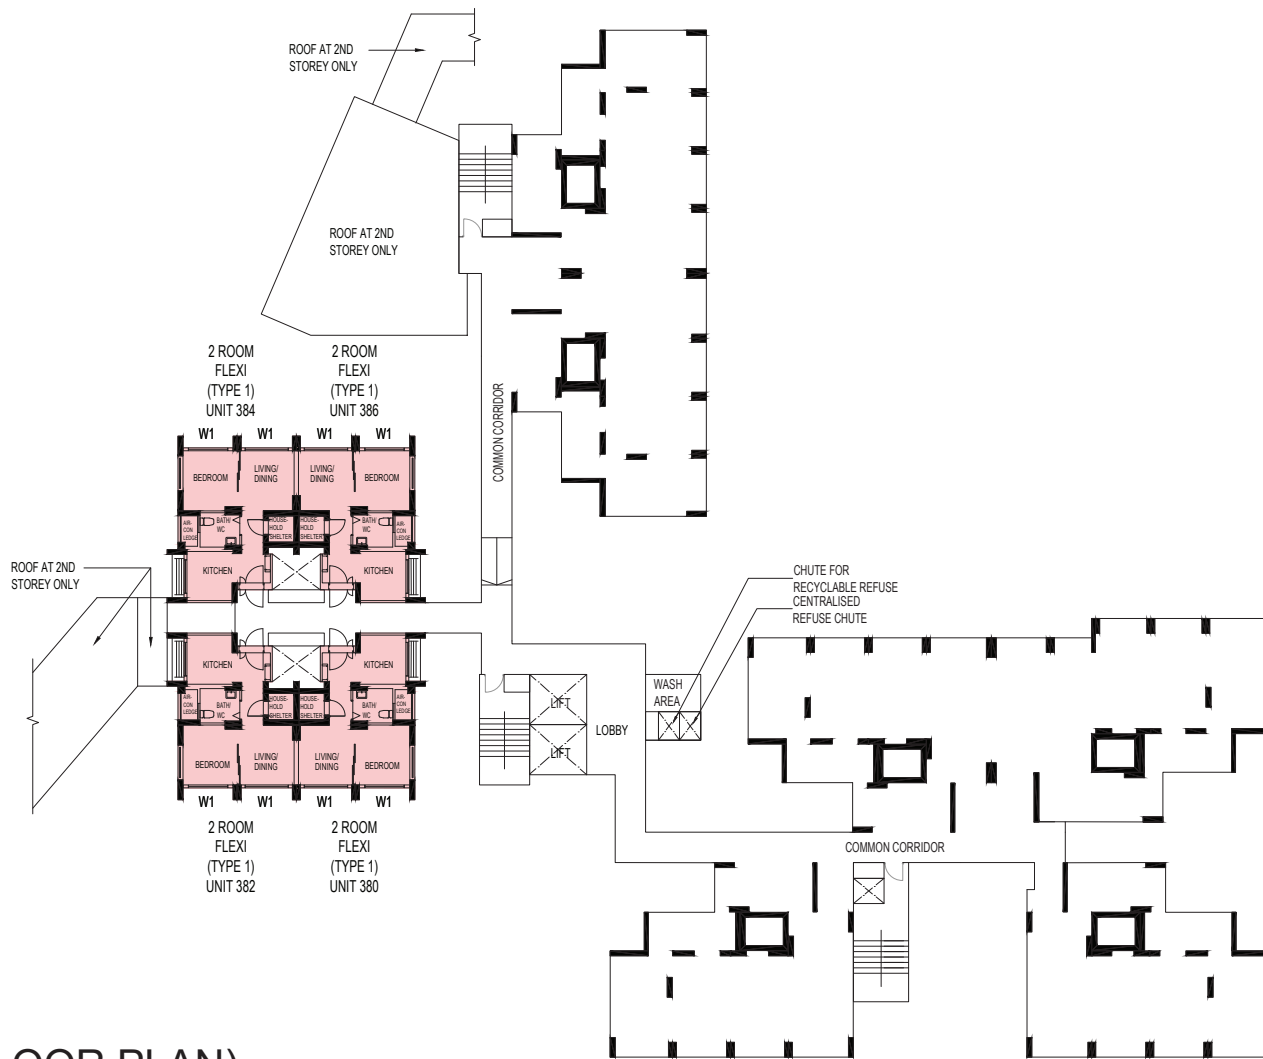 ROOF AT 2ND
STOREY ONLY
ROOF AT 2ND
STOREY ONLY
2 ROOM
FLEXI
(TYPE 1)
UNIT 384
2 ROOM
FLEXI
(TYPE 1)
UNIT 386
W1
W1
W1
W1
COMMON CORRIDOR
BEDROOM
LIVING/
DINING
LIVING/
DINING
BEDROOM
AIR-
CON
LEDGE
BATH/
WC
HOUSE-
HOLD
SHELTER
HOUSE-
HOLD
SHELTER
BATH/
WC
AIR-
CON
LEDGE
KITCHEN
KITCHEN
ROOF AT 2ND
STOREY ONLY
CHUTE FOR
RECYCLABLE REFUSE
CENTRALISED
REFUSE CHUTE
KITCHEN
KITCHEN
AIR-
CON
LEDGE
BATH/
WC
HOUSE-
HOLD
SHELTER
HOUSE-
HOLD
SHELTER
BATH/
WC
AIR-
CON
LEDGE
WASH
AREA
LIFT
LOBBY
LIFT
BEDROOM
LIVING/
DINING
LIVING/
DINING
BEDROOM
W1
W1
W1
W1
2 ROOM
FLEXI
(TYPE 1)
UNIT 382
2 ROOM
FLEXI
(TYPE 1)
UNIT 380
COMMON CORRIDOR
OOR PLAN)